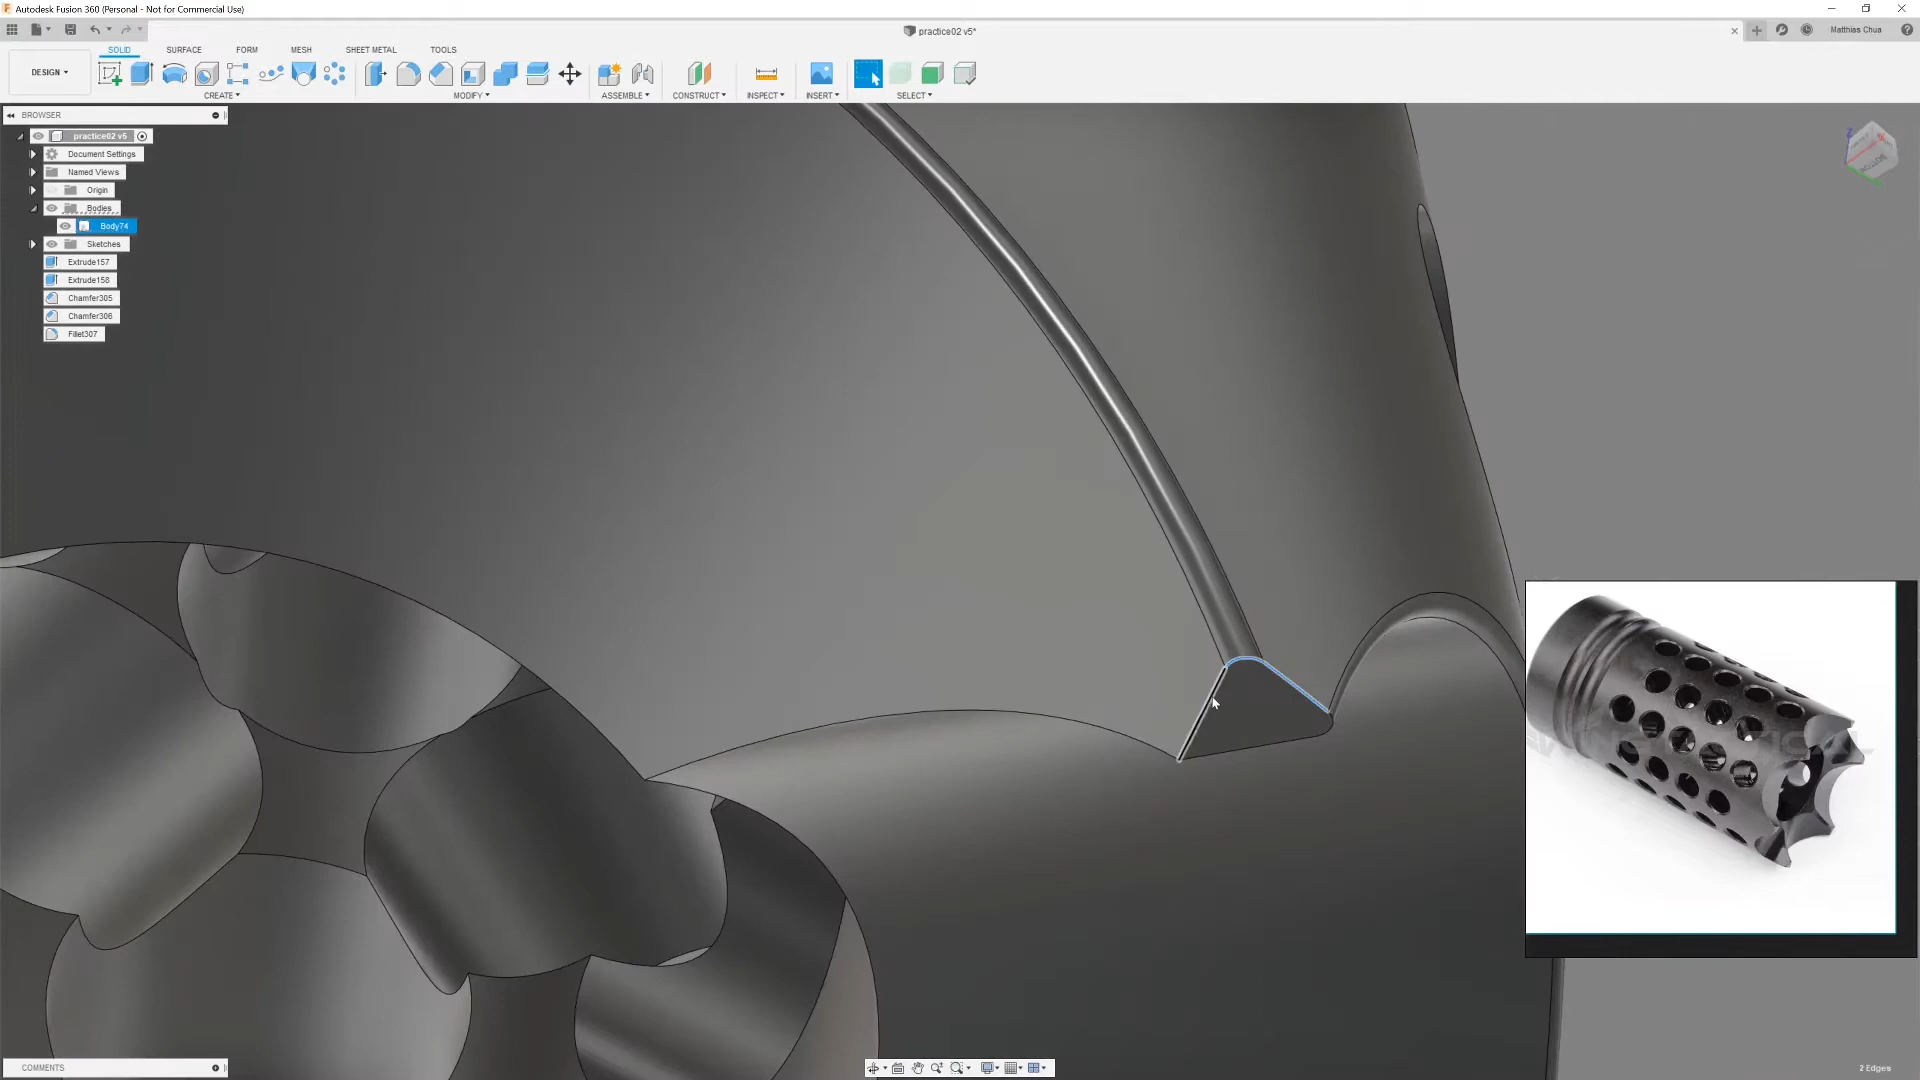 Autodesk Fusion 360 (Personal - Not for Commercial Use)
practice02 v5*
Matthias Chua
SOLID
SURFACE
FORM
MESH
SHEET METAL
TOOLS
DESIGN
CREATE
MODIFY
ASSEMBLE
CONSTRUCT
INSPECT
INSERT
SELECT
BROWSER
practice02 v5
Document Settings
Named Views
Origin
Bodies
Body74
Sketches
Extrude157
Extrude158
Chamfer305
Chamfer306
Fillet307
BOTTOM
Z
X
COMMENTS
2 Edges